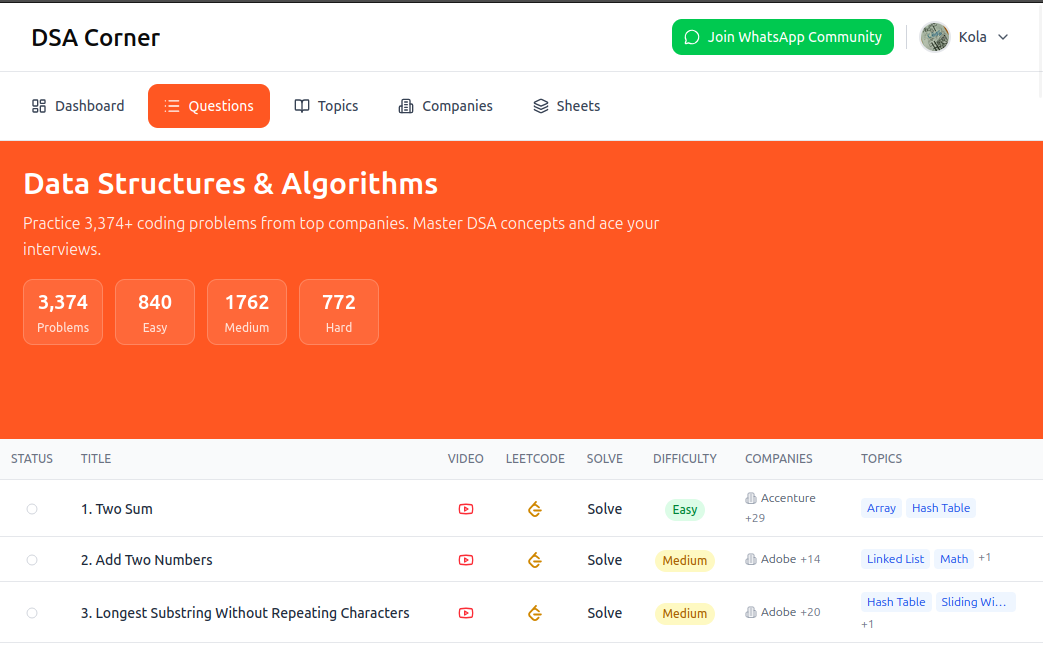 DSA Corner
Join WhatsApp Community
Kola
Dashboard
Questions
Topics
Companies
Sheets
Data Structures & Algorithms
Practice 3,374+ coding problems from top companies. Master DSA concepts and ace your
interviews.
3,374
Problems
840
Easy
1762
Medium
772
Hard
STATUS TITLE VIDEO LEETCODE SOLVE DIFFICULTY COMPANIES TOPICS
1. Two Sum Solve Easy Accenture +29 Array Hash Table
2. Add Two Numbers Solve Medium Adobe +14 Linked List Math +1
3. Longest Substring Without Repeating Characters Solve Medium Adobe +20 Hash Table Sliding Wi... +1